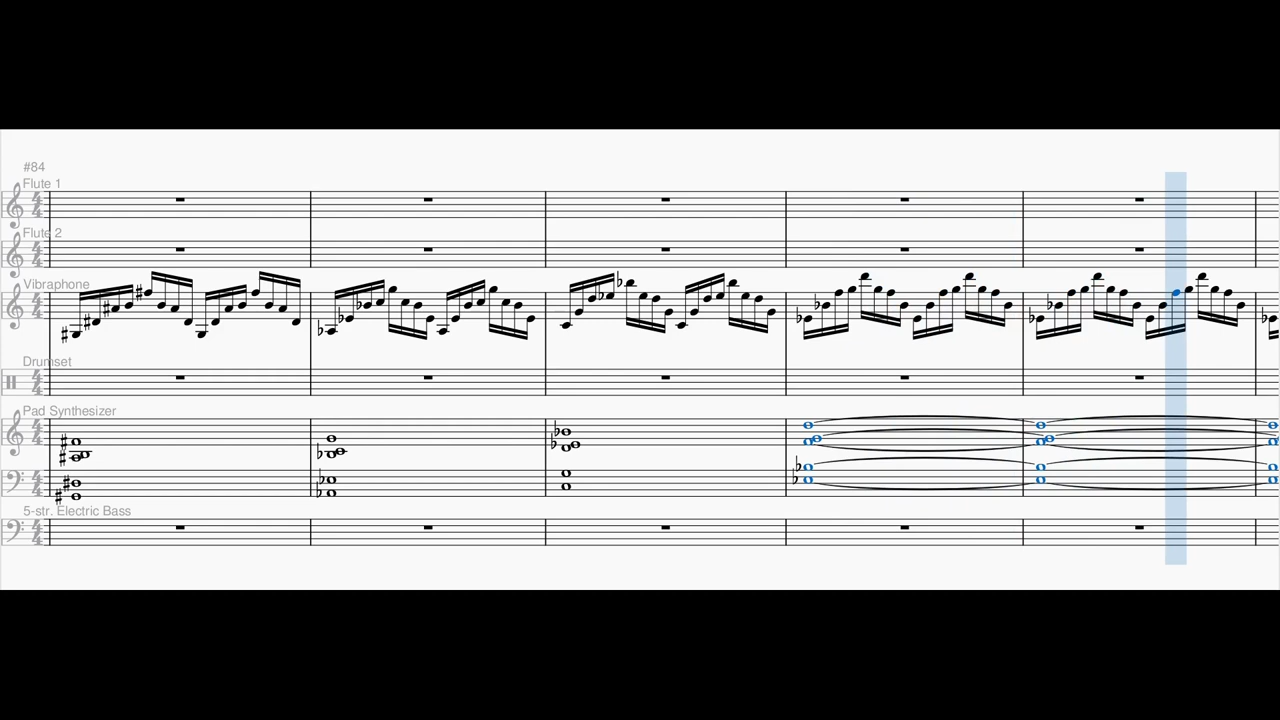 #84
Flute 1
Flute 2
Vibraphone
Drumset
Pad Synthesizer
5-str. Electric Bass